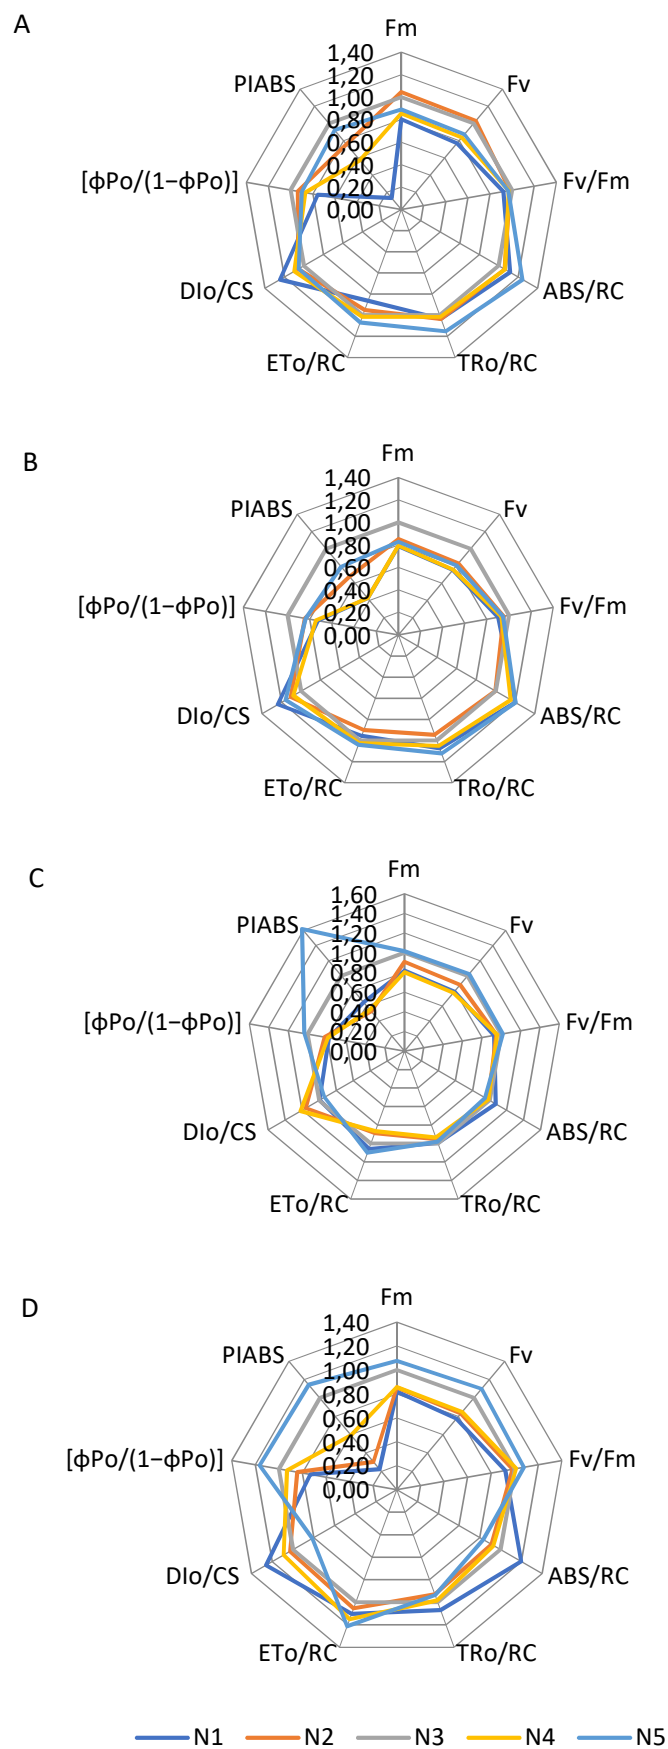 A
Fm
Fv
Fv/Fm
ABS/RC
TRo/RC
ETo/RC
DIo/CS
[ϕPo/(1−ϕPo)]
PIABS
1,40
1,20
1,00
0,80
0,60
0,40
0,20
0,00
B
Fm
Fv
Fv/Fm
ABS/RC
TRo/RC
ETo/RC
DIo/CS
[ϕPo/(1−ϕPo)]
PIABS
1,40
1,20
1,00
0,80
0,60
0,40
0,20
0,00
C
Fm
Fv
Fv/Fm
ABS/RC
TRo/RC
ETo/RC
DIo/CS
[ϕPo/(1−ϕPo)]
PIABS
1,60
1,40
1,20
1,00
0,80
0,60
0,40
0,20
0,00
D
Fm
Fv
Fv/Fm
ABS/RC
TRo/RC
ETo/RC
DIo/CS
[ϕPo/(1−ϕPo)]
PIABS
1,40
1,20
1,00
0,80
0,60
0,40
0,20
0,00
N1 N2 N3 N4 N5